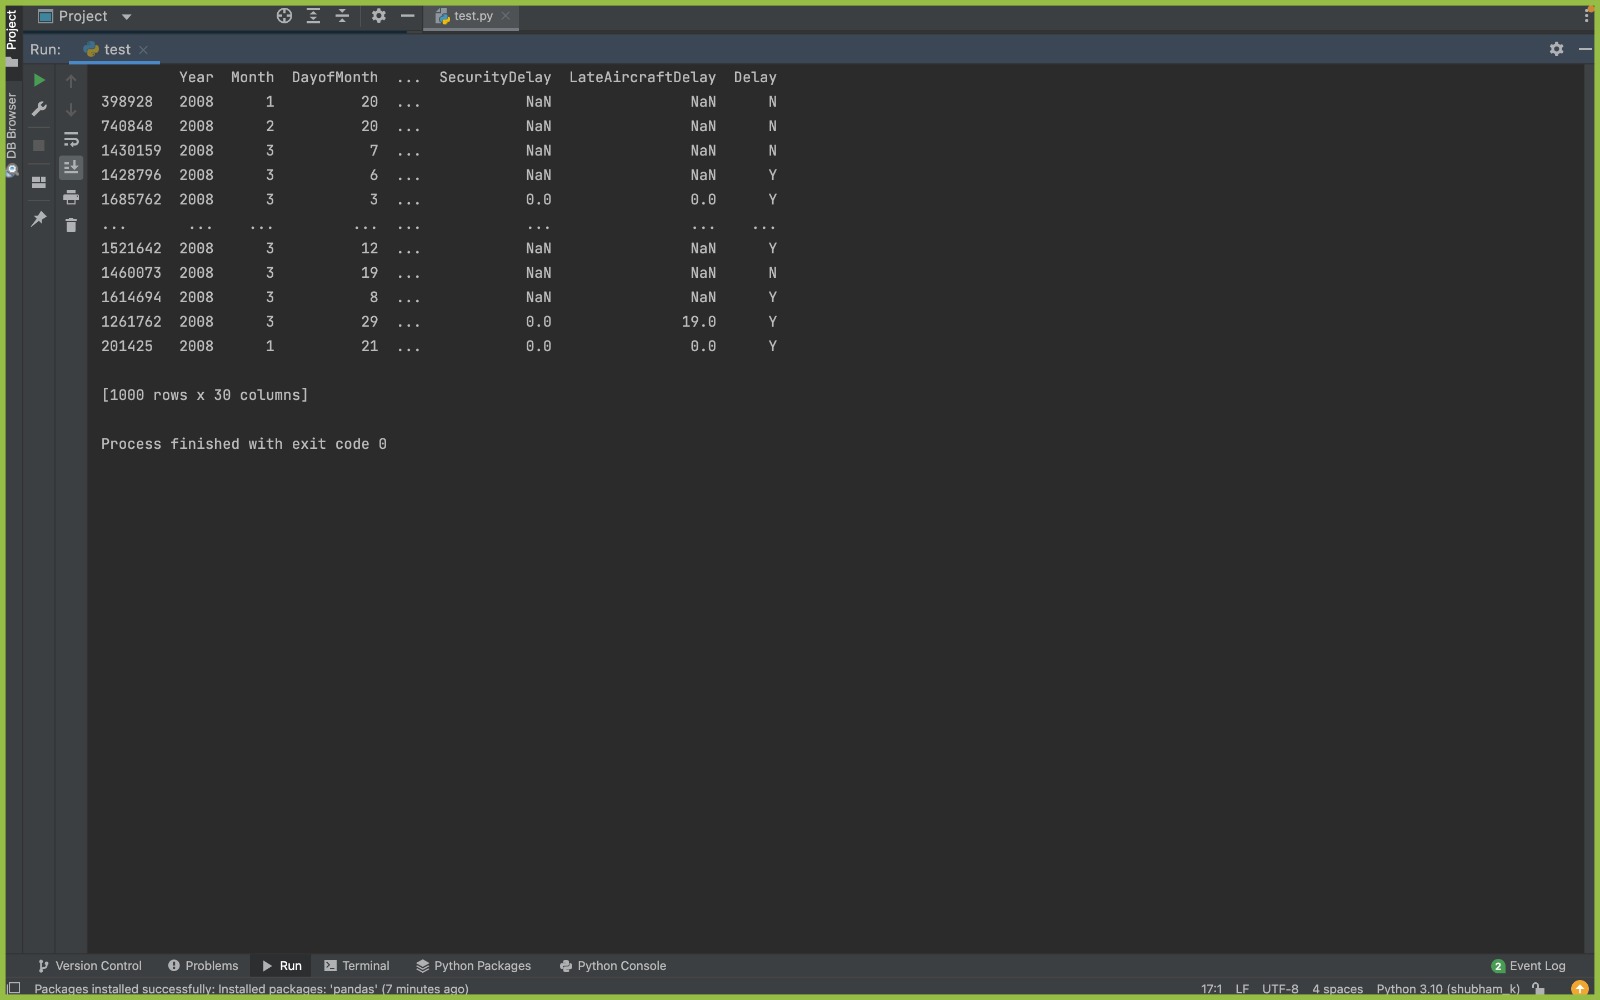 Project
test.py
Project
Run:
test
DB Browser
Year Month DayofMonth ... SecurityDelay LateAircraftDelay Delay
398928 2008 1 20 ... NaN NaN N
740848 2008 2 20 ... NaN NaN N
1430159 2008 3 7 ... NaN NaN N
1428796 2008 3 6 ... NaN NaN Y
1685762 2008 3 3 ... 0.0 0.0 Y
... ... ... ... ... ... ... ...
1521642 2008 3 12 ... NaN NaN Y
1460073 2008 3 19 ... NaN NaN N
1614694 2008 3 8 ... NaN NaN Y
1261762 2008 3 29 ... 0.0 19.0 Y
201425 2008 1 21 ... 0.0 0.0 Y
[1000 rows x 30 columns]
Process finished with exit code 0
Version Control Problems Run Terminal Python Packages Python Console 2 Event Log
Packages installed successfully: Installed packages: 'pandas' (7 minutes ago) 17:1 LF UTF-8 4 spaces Python 3.10 (shubham_k)